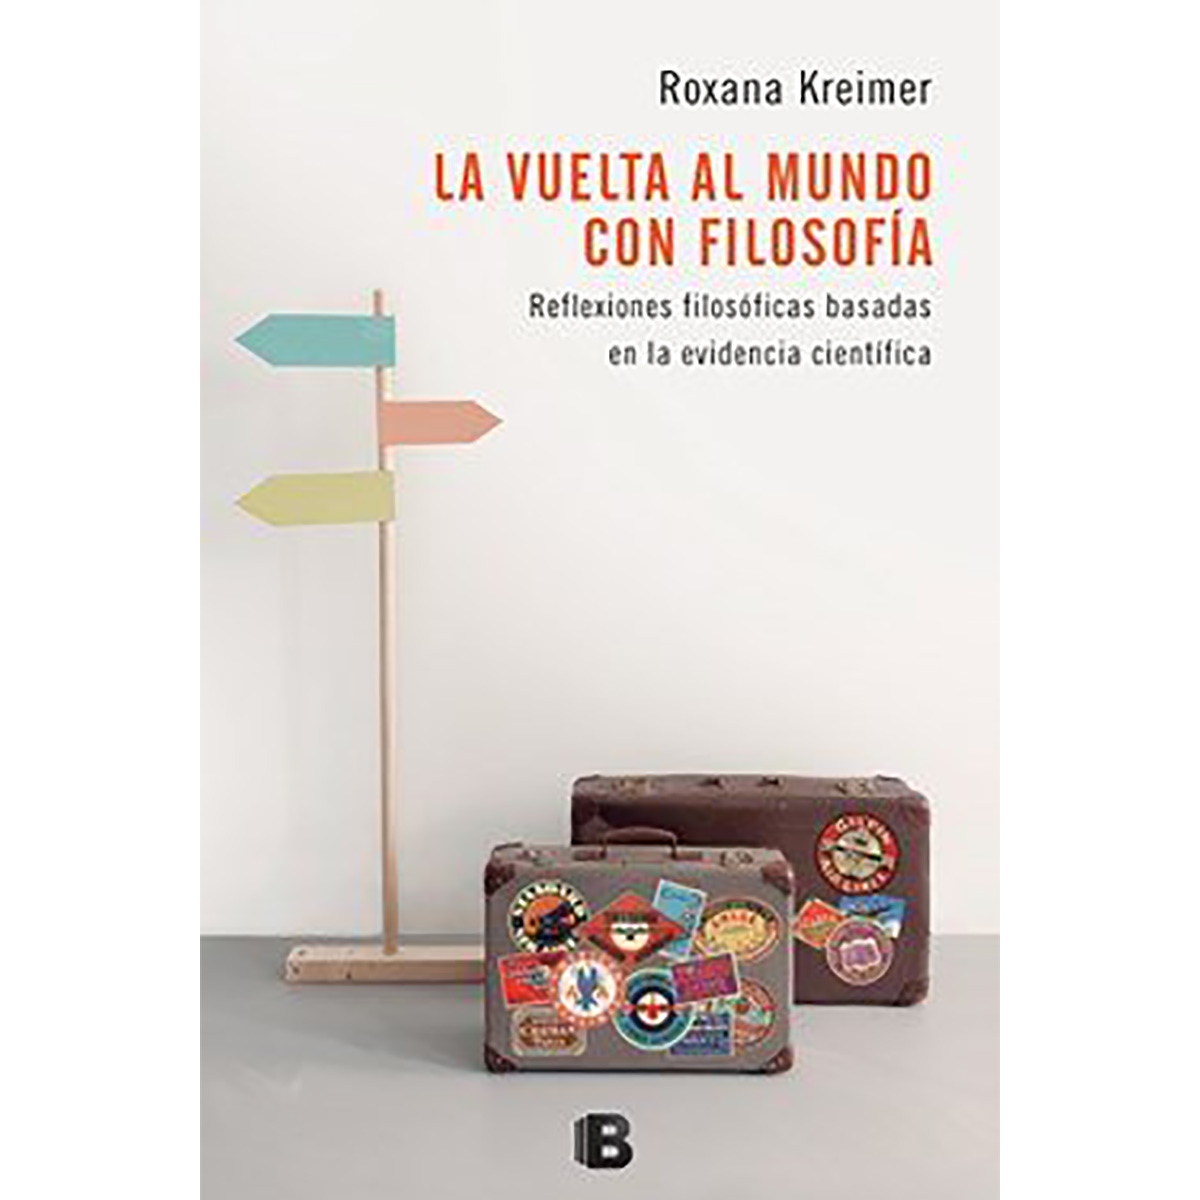 Roxana Kreimer
LA VUELTA AL MUNDO
CON FILOSOFÍA
Reflexiones filosóficas basadas
en la evidencia científica
B